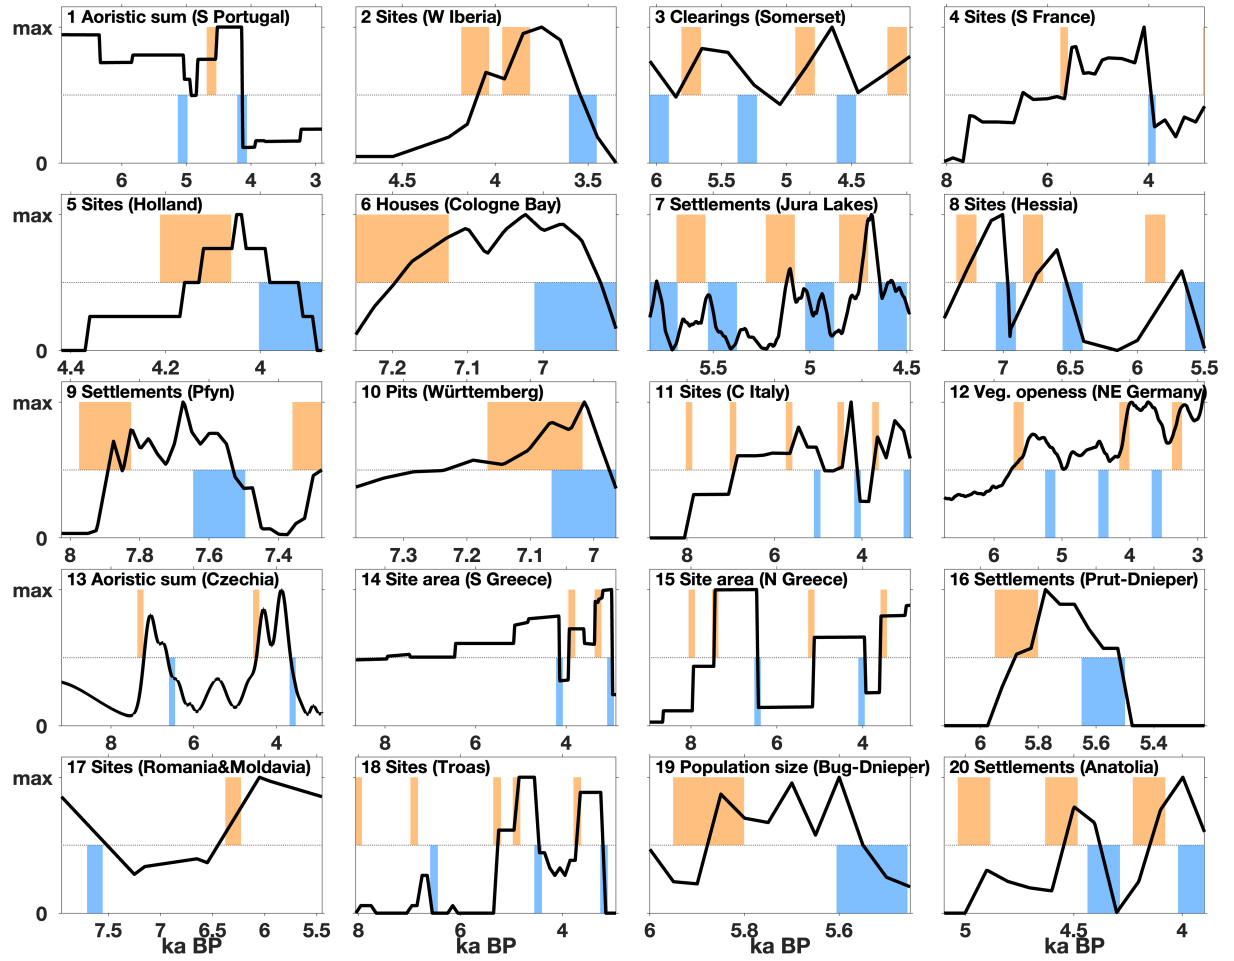 1 Aoristic sum (S Portugal) 2 Sites (W Iberia) 3 Clearings (Somerset) 4 Sites (S France)
max
0
6 5 4 3 4.5 4 3.5 6 5.5 5 4.5 8 6 4
5 Sites (Holland) 6 Houses (Cologne Bay) 7 Settlements (Jura Lakes) 8 Sites (Hessia)
max
0
4.4 4.2 4 7.2 7.1 7 5.5 5 4.5 7 6.5 6 5.5
9 Settlements (Pfyn) 10 Pits (Württemberg) 11 Sites (C Italy) 12 Veg. openess (NE Germany)
max
0
8 7.8 7.6 7.4 7.3 7.2 7.1 7 8 6 4 6 5 4 3
13 Aoristic sum (Czechia) 14 Site area (S Greece) 15 Site area (N Greece) 16 Settlements (Prut-Dnieper)
max
0
8 6 4 8 6 4 8 6 4 6 5.8 5.6 5.4
17 Sites (Romania&Moldavia) 18 Sites (Troas) 19 Population size (Bug-Dnieper) 20 Settlements (Anatolia)
max
0
7.5 7 6.5 6 5.5 8 6 4 6 5.8 5.6 5 4.5 4
ka BP ka BP ka BP ka BP